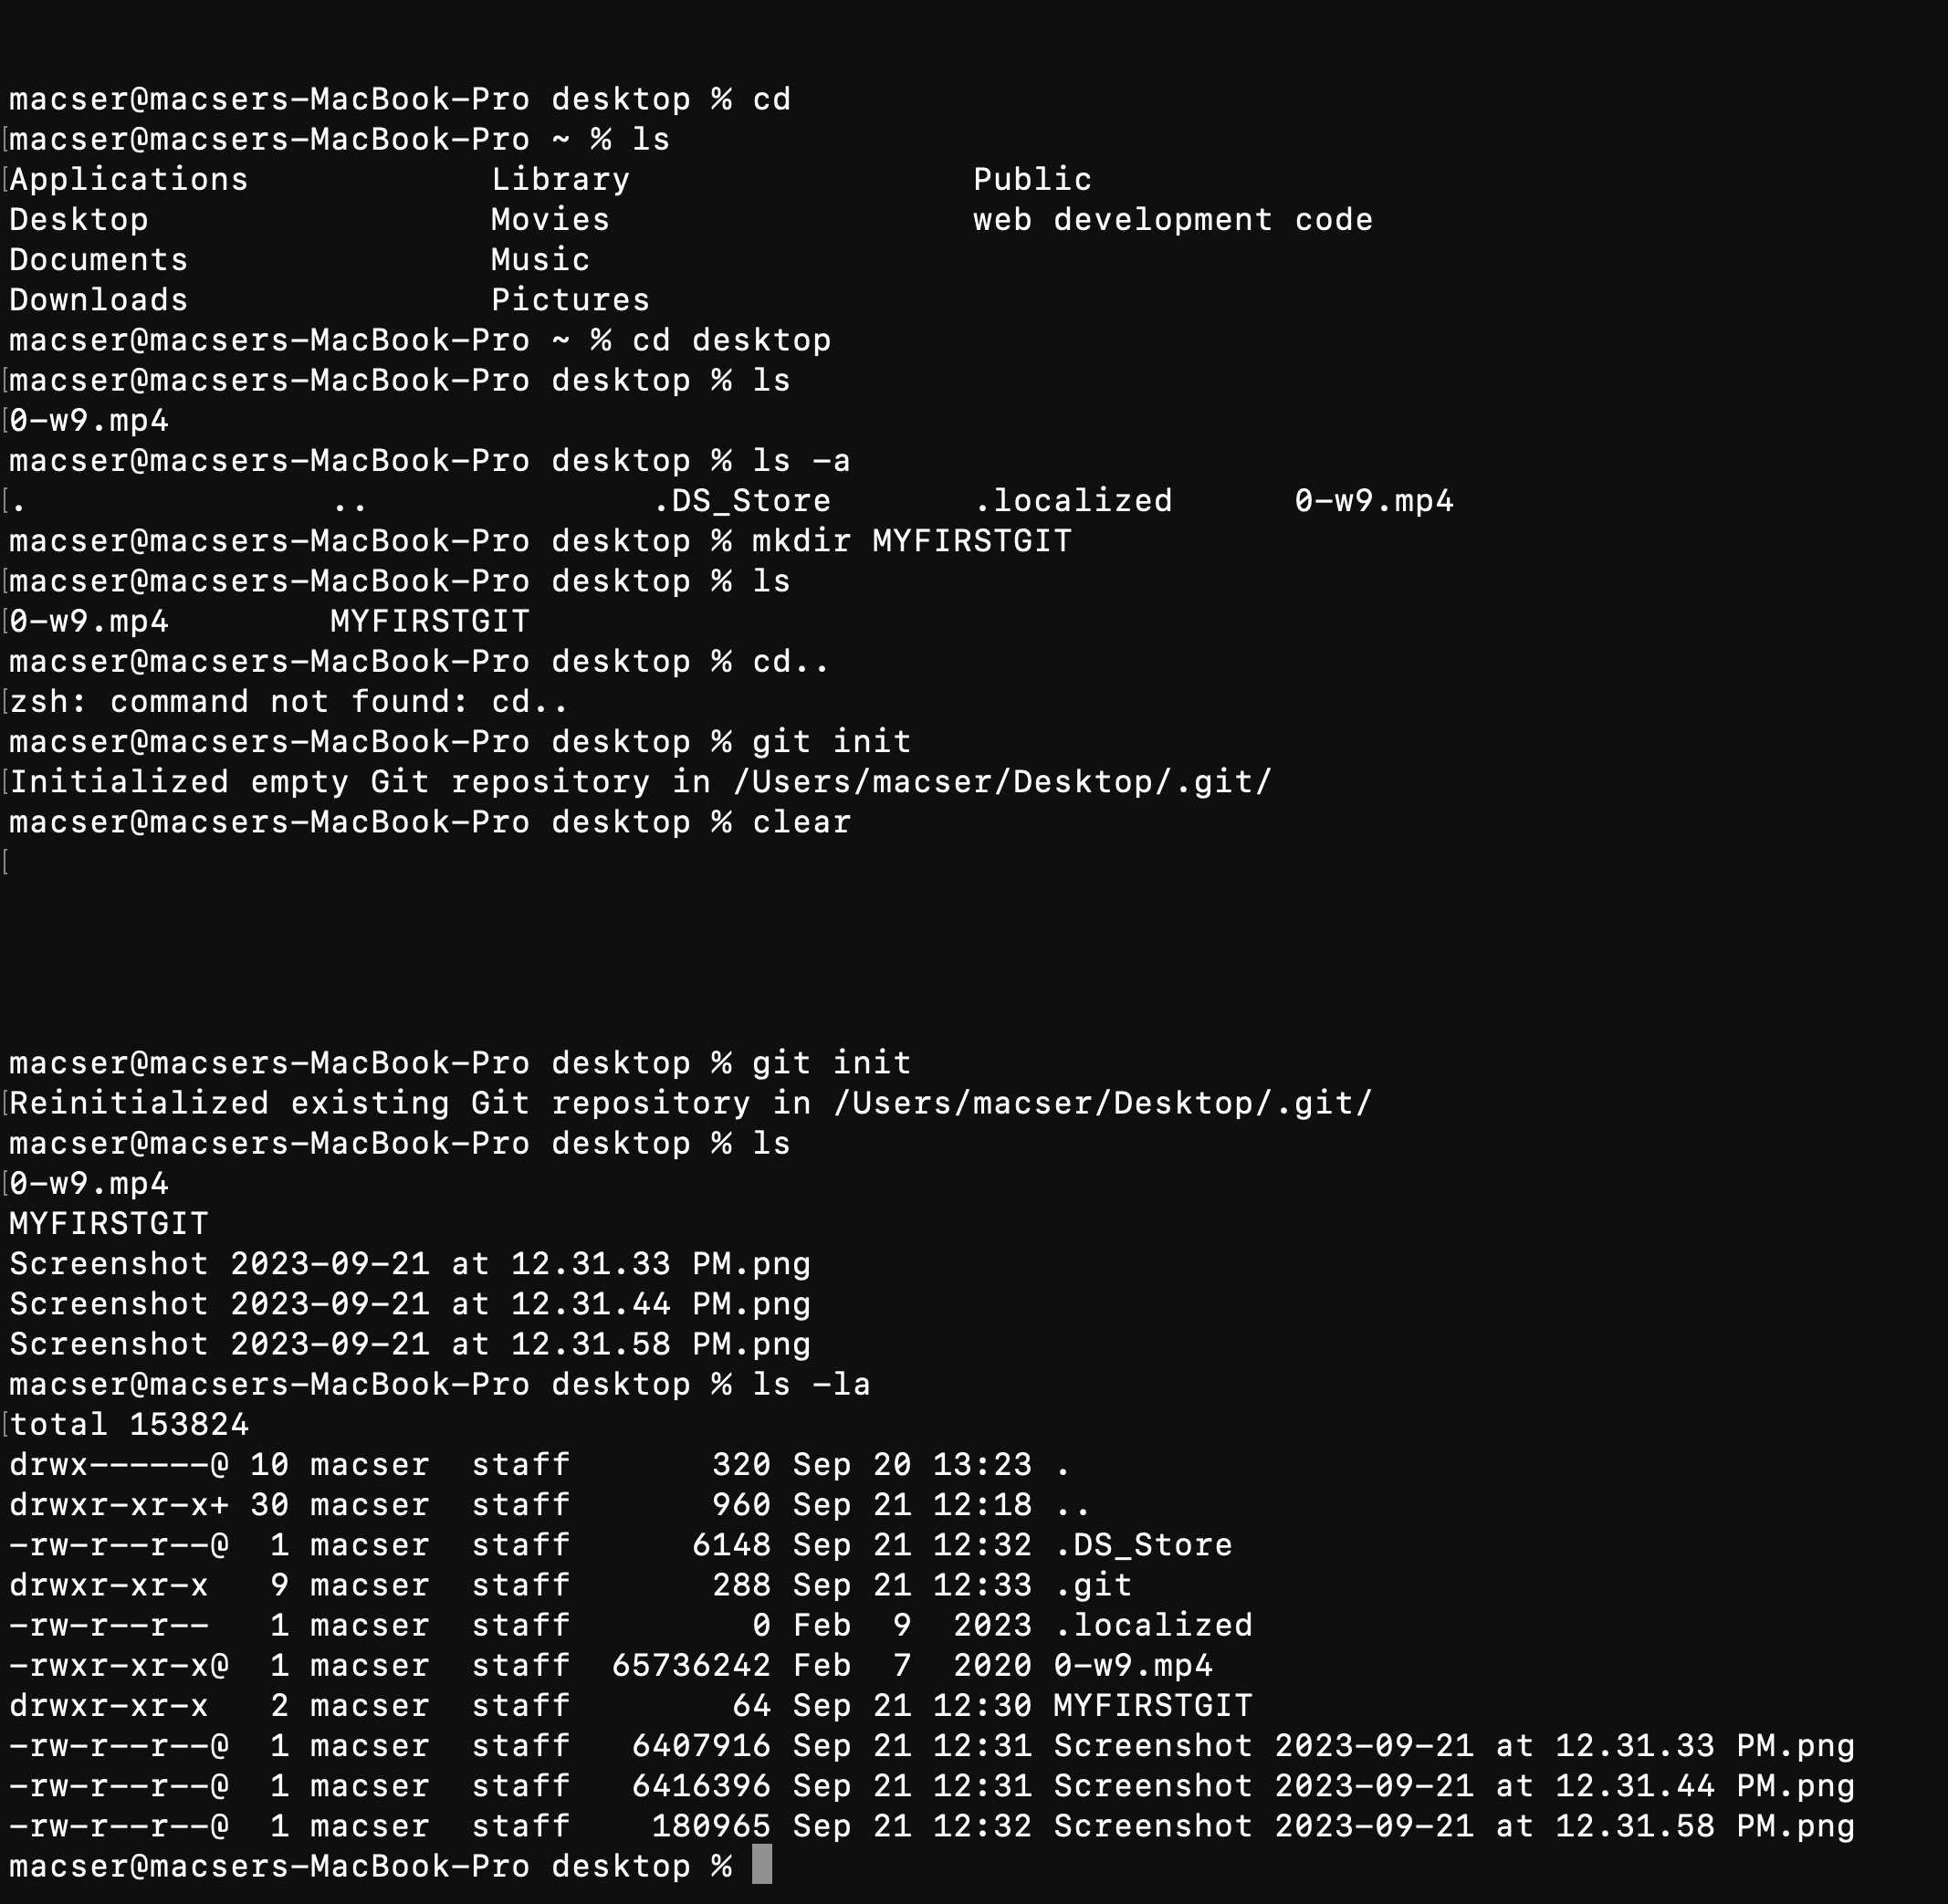 macser@macsers-MacBook-Pro desktop % cd
[macser@macsers-MacBook-Pro ~ % ls
[Applications            Library                 Public
Desktop                 Movies                  web development code
Documents               Music
Downloads               Pictures
macser@macsers-MacBook-Pro ~ % cd desktop
[macser@macsers-MacBook-Pro desktop % ls
[0-w9.mp4
macser@macsers-MacBook-Pro desktop % ls -a
[.               ..              .DS_Store       .localized      0-w9.mp4
macser@macsers-MacBook-Pro desktop % mkdir MYFIRSTGIT
[macser@macsers-MacBook-Pro desktop % ls
[0-w9.mp4        MYFIRSTGIT
macser@macsers-MacBook-Pro desktop % cd..
[zsh: command not found: cd..
macser@macsers-MacBook-Pro desktop % git init
[Initialized empty Git repository in /Users/macser/Desktop/.git/
macser@macsers-MacBook-Pro desktop % clear
[
macser@macsers-MacBook-Pro desktop % git init
[Reinitialized existing Git repository in /Users/macser/Desktop/.git/
macser@macsers-MacBook-Pro desktop % ls
[0-w9.mp4
MYFIRSTGIT
Screenshot 2023-09-21 at 12.31.33 PM.png
Screenshot 2023-09-21 at 12.31.44 PM.png
Screenshot 2023-09-21 at 12.31.58 PM.png
macser@macsers-MacBook-Pro desktop % ls -la
[total 153824
drwx------@ 10 macser  staff       320 Sep 20 13:23 .
drwxr-xr-x+ 30 macser  staff       960 Sep 21 12:18 ..
-rw-r--r--@  1 macser  staff      6148 Sep 21 12:32 .DS_Store
drwxr-xr-x   9 macser  staff       288 Sep 21 12:33 .git
-rw-r--r--   1 macser  staff         0 Feb  9  2023 .localized
-rwxr-xr-x@  1 macser  staff  65736242 Feb  7  2020 0-w9.mp4
drwxr-xr-x   2 macser  staff        64 Sep 21 12:30 MYFIRSTGIT
-rw-r--r--@  1 macser  staff   6407916 Sep 21 12:31 Screenshot 2023-09-21 at 12.31.33 PM.png
-rw-r--r--@  1 macser  staff   6416396 Sep 21 12:31 Screenshot 2023-09-21 at 12.31.44 PM.png
-rw-r--r--@  1 macser  staff    180965 Sep 21 12:32 Screenshot 2023-09-21 at 12.31.58 PM.png
macser@macsers-MacBook-Pro desktop %